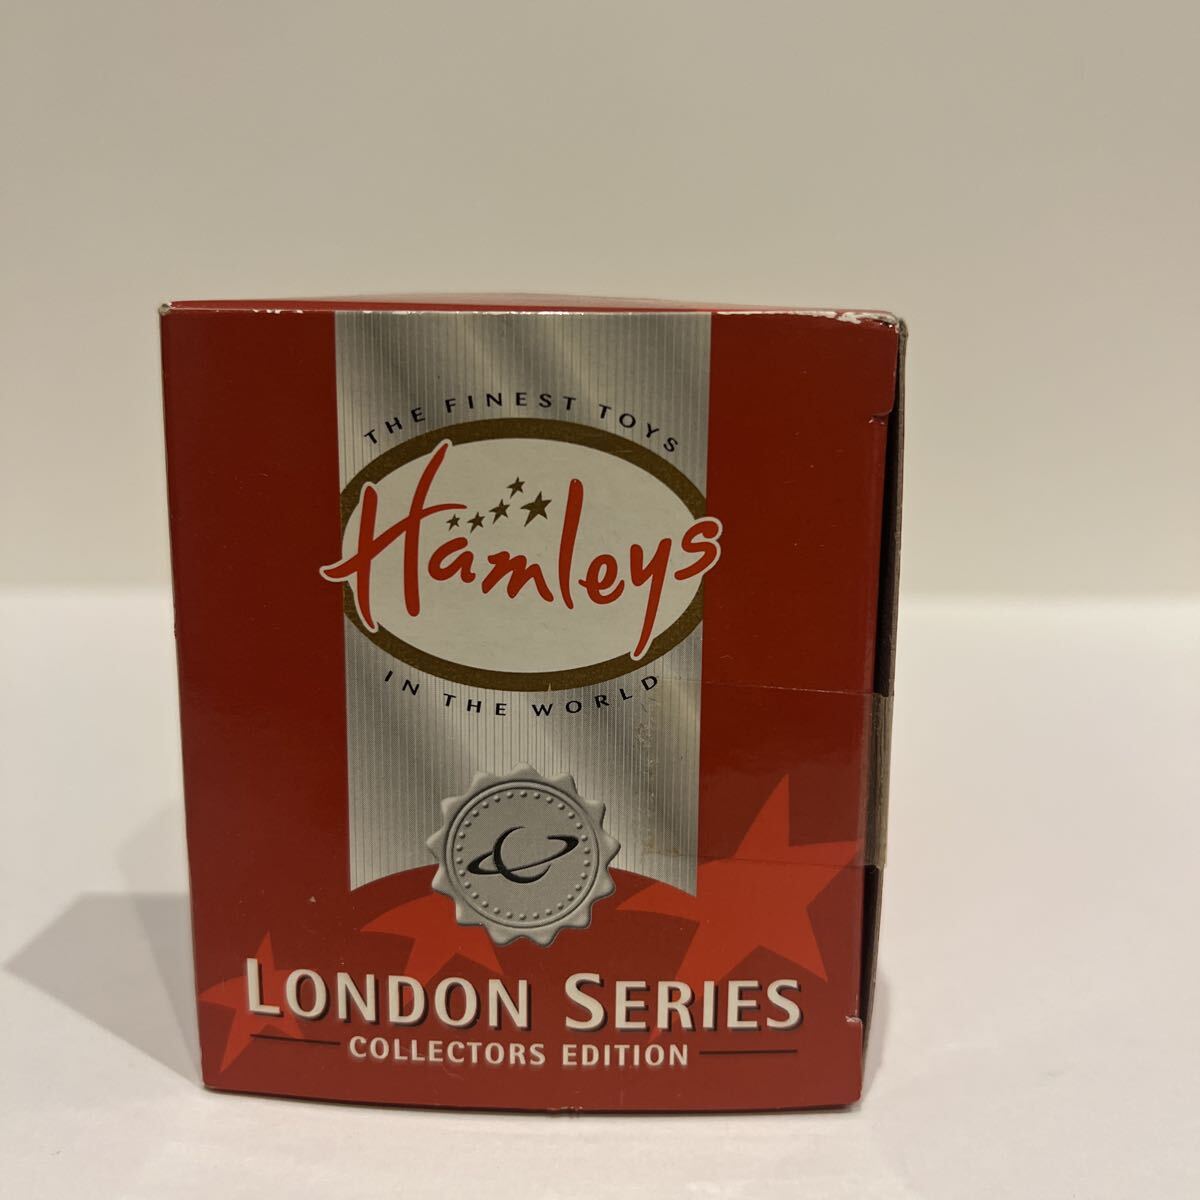 THE FINEST TOYS
Hamleys
IN THE WORLD
LONDON SERIES
COLLECTORS EDITION